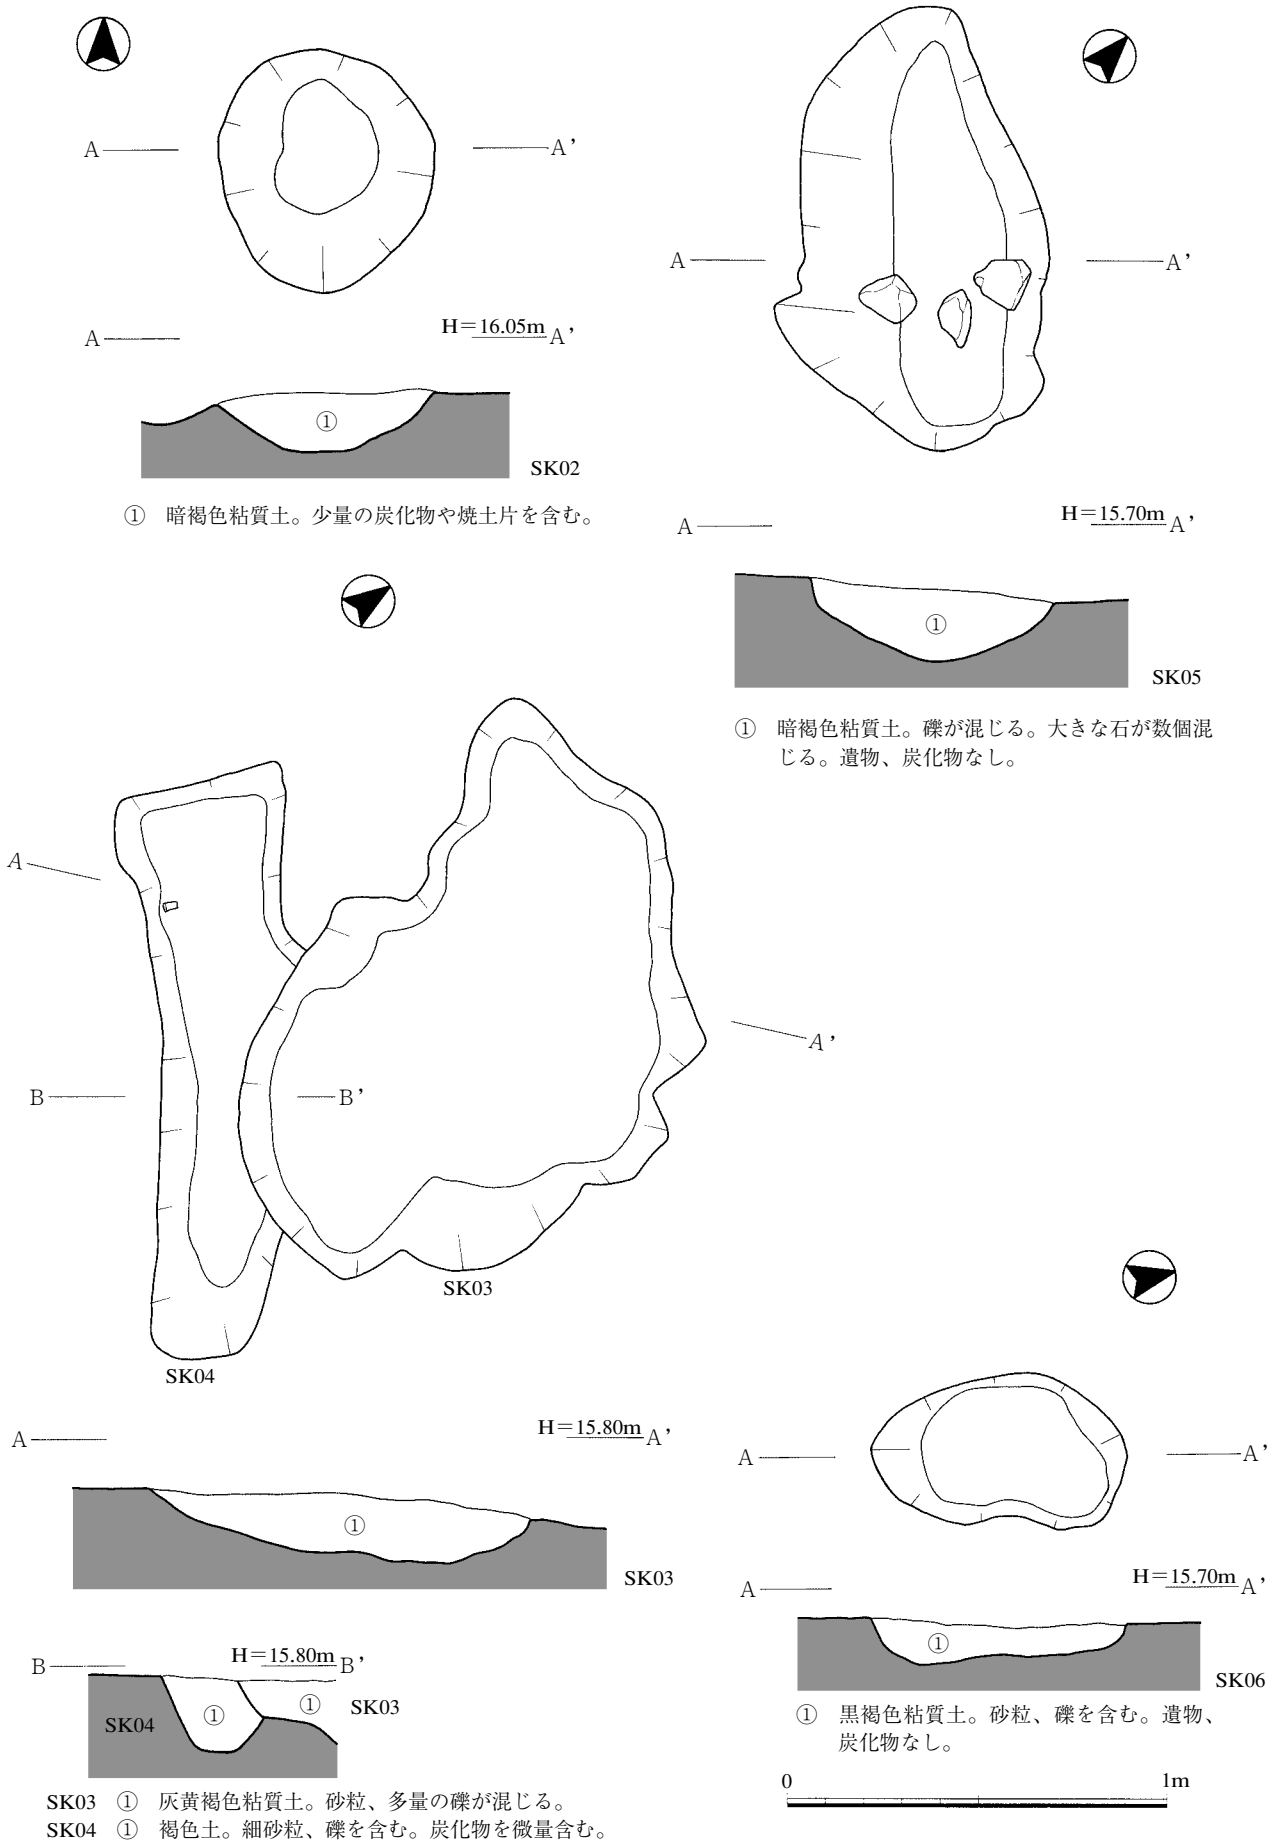 A A’
A H＝16.05m A’
①
SK02
① 暗褐色粘質土。少量の炭化物や焼土片を含む。
A A’
A H＝15.70m A’
①
SK05
① 暗褐色粘質土。礫が混じる。大きな石が数個混
じる。遺物、炭化物なし。
A
A’
B B’
SK03
SK04
A H＝15.80m A’
①
SK03
B H＝15.80m B’
SK04 ① ① SK03
SK03 ① 灰黄褐色粘質土。砂粒、多量の礫が混じる。
SK04 ① 褐色土。細砂粒、礫を含む。炭化物を微量含む。
A A’
A H＝15.70m A’
①
SK06
① 黒褐色粘質土。砂粒、礫を含む。遺物、
炭化物なし。
0 1m